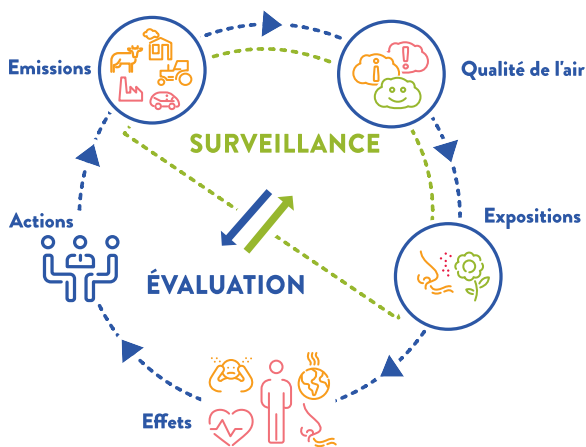 Emissions
Qualité de l'air
SURVEILLANCE
Expositions
Actions
ÉVALUATION
Effets